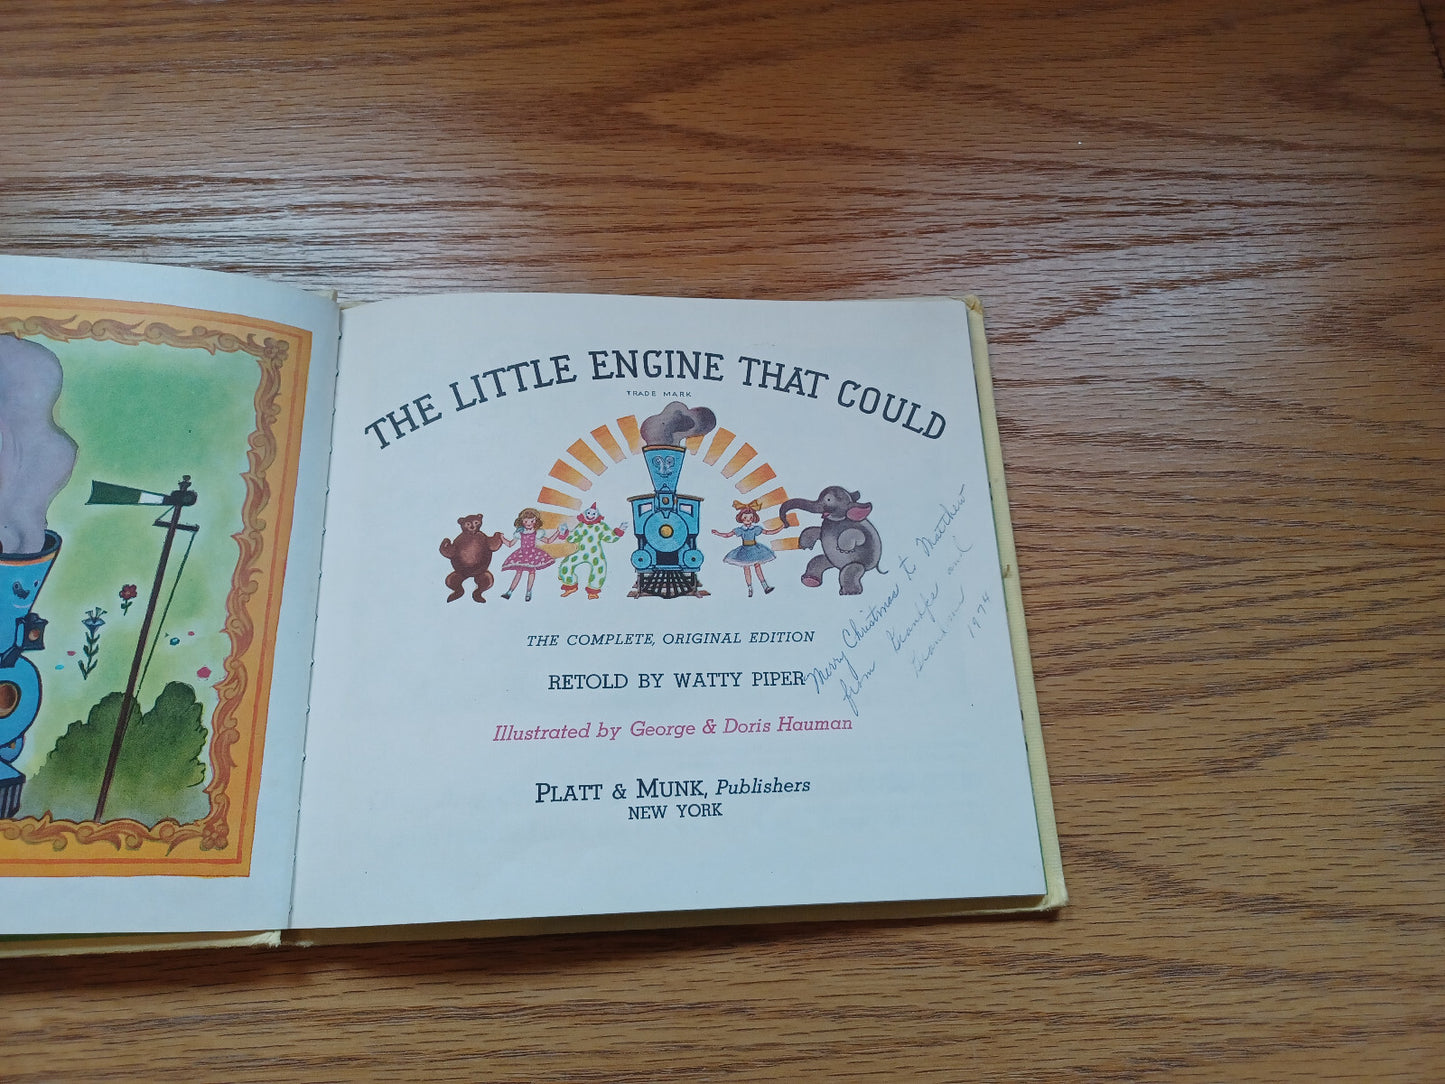 THE LITTLE ENGINE THAT COULD
TRADE MARK
THE COMPLETE, ORIGINAL EDITION
RETOLD BY WATTY PIPER
Illustrated by George & Doris Hauman
PLATT & MUNK, Publishers
NEW YORK
Merry Christmas to Matthew
from and
1974